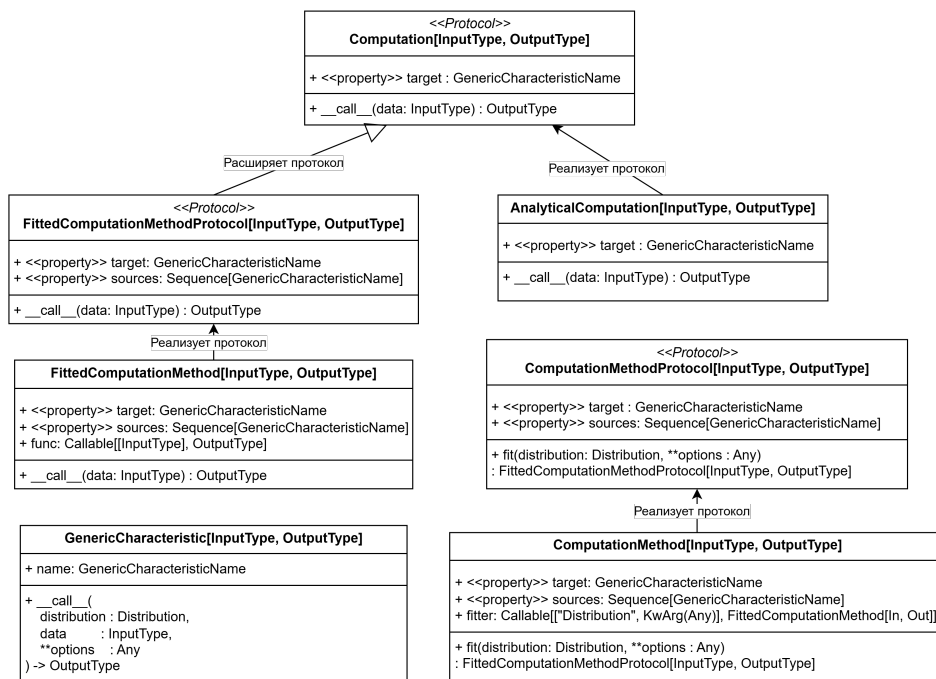 <<Protocol>>
Computation[InputType, OutputType]
+ <<property>> target : GenericCharacteristicName
+ __call__(data: InputType) : OutputType
Расширяет протокол
Реализует протокол
<<Protocol>>
FittedComputationMethodProtocol[InputType, OutputType]
+ <<property>> target: GenericCharacteristicName
+ <<property>> sources: Sequence[GenericCharacteristicName]
+ __call__(data: InputType) : OutputType
AnalyticalComputation[InputType, OutputType]
+ <<property>> target : GenericCharacteristicName
+ __call__(data: InputType) : OutputType
Реализует протокол
FittedComputationMethod[InputType, OutputType]
+ <<property>> target: GenericCharacteristicName
+ <<property>> sources: Sequence[GenericCharacteristicName]
+ func: Callable[[InputType], OutputType]
+ __call__(data: InputType) : OutputType
<<Protocol>>
ComputationMethodProtocol[InputType, OutputType]
+ <<property>> target : GenericCharacteristicName
+ <<property>> sources: Sequence[GenericCharacteristicName]
+ fit(distribution: Distribution, **options : Any)
: FittedComputationMethodProtocol[InputType, OutputType]
Реализует протокол
GenericCharacteristic[InputType, OutputType]
+ name: GenericCharacteristicName
+ __call__(
distribution : Distribution,
data : InputType,
**options : Any
) -> OutputType
ComputationMethod[InputType, OutputType]
+ <<property>> target: GenericCharacteristicName
+ <<property>> sources: Sequence[GenericCharacteristicName]
+ fitter: Callable[["Distribution", KwArg(Any)], FittedComputationMethod[In, Out]]
+ fit(distribution: Distribution, **options : Any)
: FittedComputationMethodProtocol[InputType, OutputType]